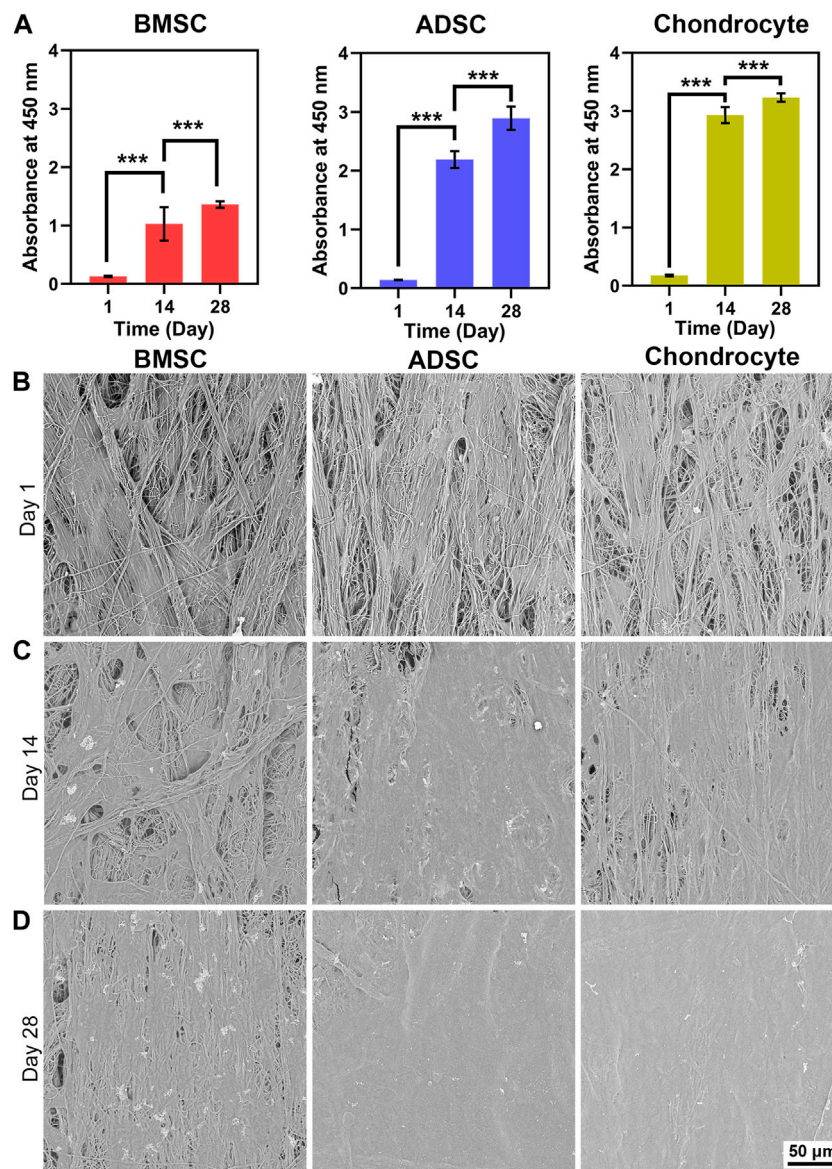 A
BMSC
ADSC
Chondrocyte
Absorbance at 450 nm
4
3
2
1
0
***
***
1 14 28
Time (Day)
Absorbance at 450 nm
4
3
2
1
0
***
***
1 14 28
Time (Day)
Absorbance at 450 nm
4
3
2
1
0
***
***
1 14 28
Time (Day)
BMSC
ADSC
Chondrocyte
B
Day 1
C
Day 14
D
Day 28
50 µm